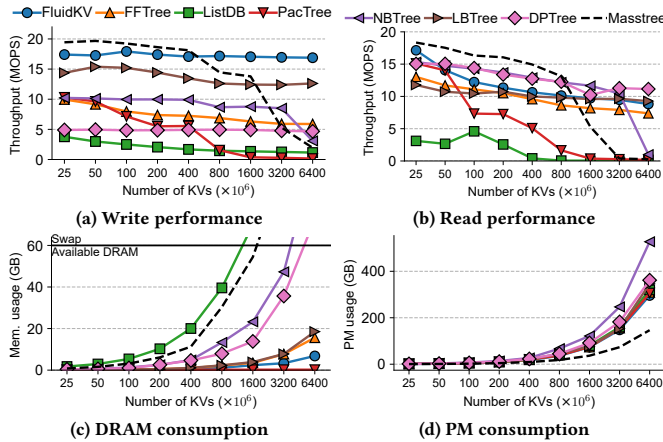 FluidKV FFTree ListDB PacTree NBTree LBTree DPTree Masstree
Throughput (MOPS)
20
15
10
5
0
25 50 100 200 400 800 1600 3200 6400
Number of KVs (×10⁶)
(a) Write performance
Throughput (MOPS)
20
15
10
5
0
25 50 100 200 400 800 1600 3200 6400
Number of KVs (×10⁶)
(b) Read performance
Mem. usage (GB)
60
40
20
0
Swap
Available DRAM
25 50 100 200 400 800 1600 3200 6400
Number of KVs (×10⁶)
(c) DRAM consumption
PM usage (GB)
400
200
0
25 50 100 200 400 800 1600 3200 6400
Number of KVs (×10⁶)
(d) PM consumption